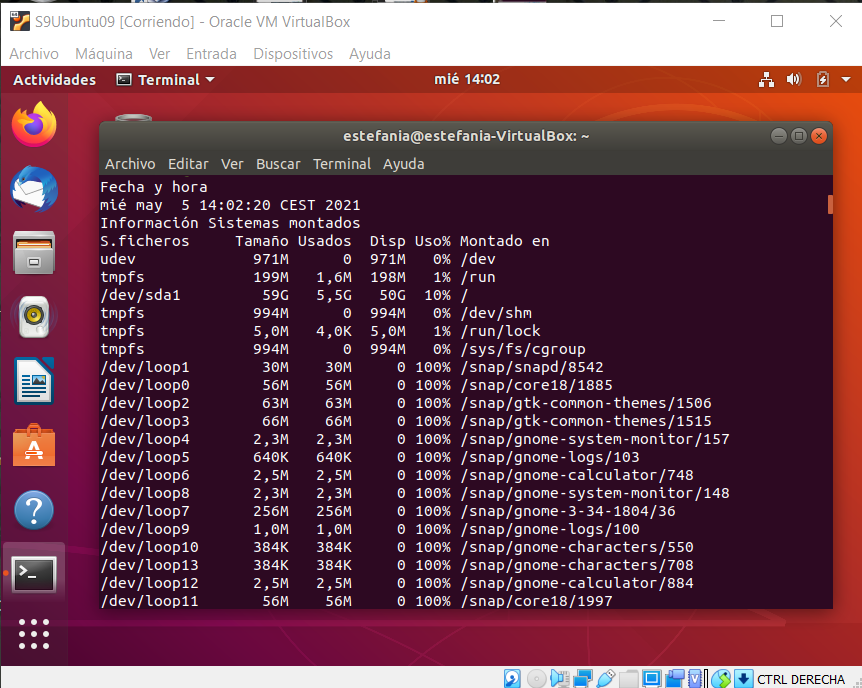 S9Ubuntu09 [Corriendo] - Oracle VM VirtualBox
Archivo Máquina Ver Entrada Dispositivos Ayuda
Actividades Terminal mié 14:02
estefania@estefania-VirtualBox: ~
Archivo Editar Ver Buscar Terminal Ayuda
Fecha y hora
mié may  5 14:02:20 CEST 2021
Información Sistemas montados
S.ficheros     Tamaño Usados  Disp Uso% Montado en
udev             971M      0  971M   0% /dev
tmpfs            199M   1,6M  198M   1% /run
/dev/sda1         59G   5,5G   50G  10% /
tmpfs            994M      0  994M   0% /dev/shm
tmpfs            5,0M   4,0K  5,0M   1% /run/lock
tmpfs            994M      0  994M   0% /sys/fs/cgroup
/dev/loop1        30M    30M     0 100% /snap/snapd/8542
/dev/loop0        56M    56M     0 100% /snap/core18/1885
/dev/loop2        63M    63M     0 100% /snap/gtk-common-themes/1506
/dev/loop3        66M    66M     0 100% /snap/gtk-common-themes/1515
/dev/loop4       2,3M   2,3M     0 100% /snap/gnome-system-monitor/157
/dev/loop5       640K   640K     0 100% /snap/gnome-logs/103
/dev/loop6       2,5M   2,5M     0 100% /snap/gnome-calculator/748
/dev/loop8       2,3M   2,3M     0 100% /snap/gnome-system-monitor/148
/dev/loop7       256M   256M     0 100% /snap/gnome-3-34-1804/36
/dev/loop9       1,0M   1,0M     0 100% /snap/gnome-logs/100
/dev/loop10      384K   384K     0 100% /snap/gnome-characters/550
/dev/loop13      384K   384K     0 100% /snap/gnome-characters/708
/dev/loop12      2,5M   2,5M     0 100% /snap/gnome-calculator/884
/dev/loop11       56M    56M     0 100% /snap/core18/1997
CTRL DERECHA